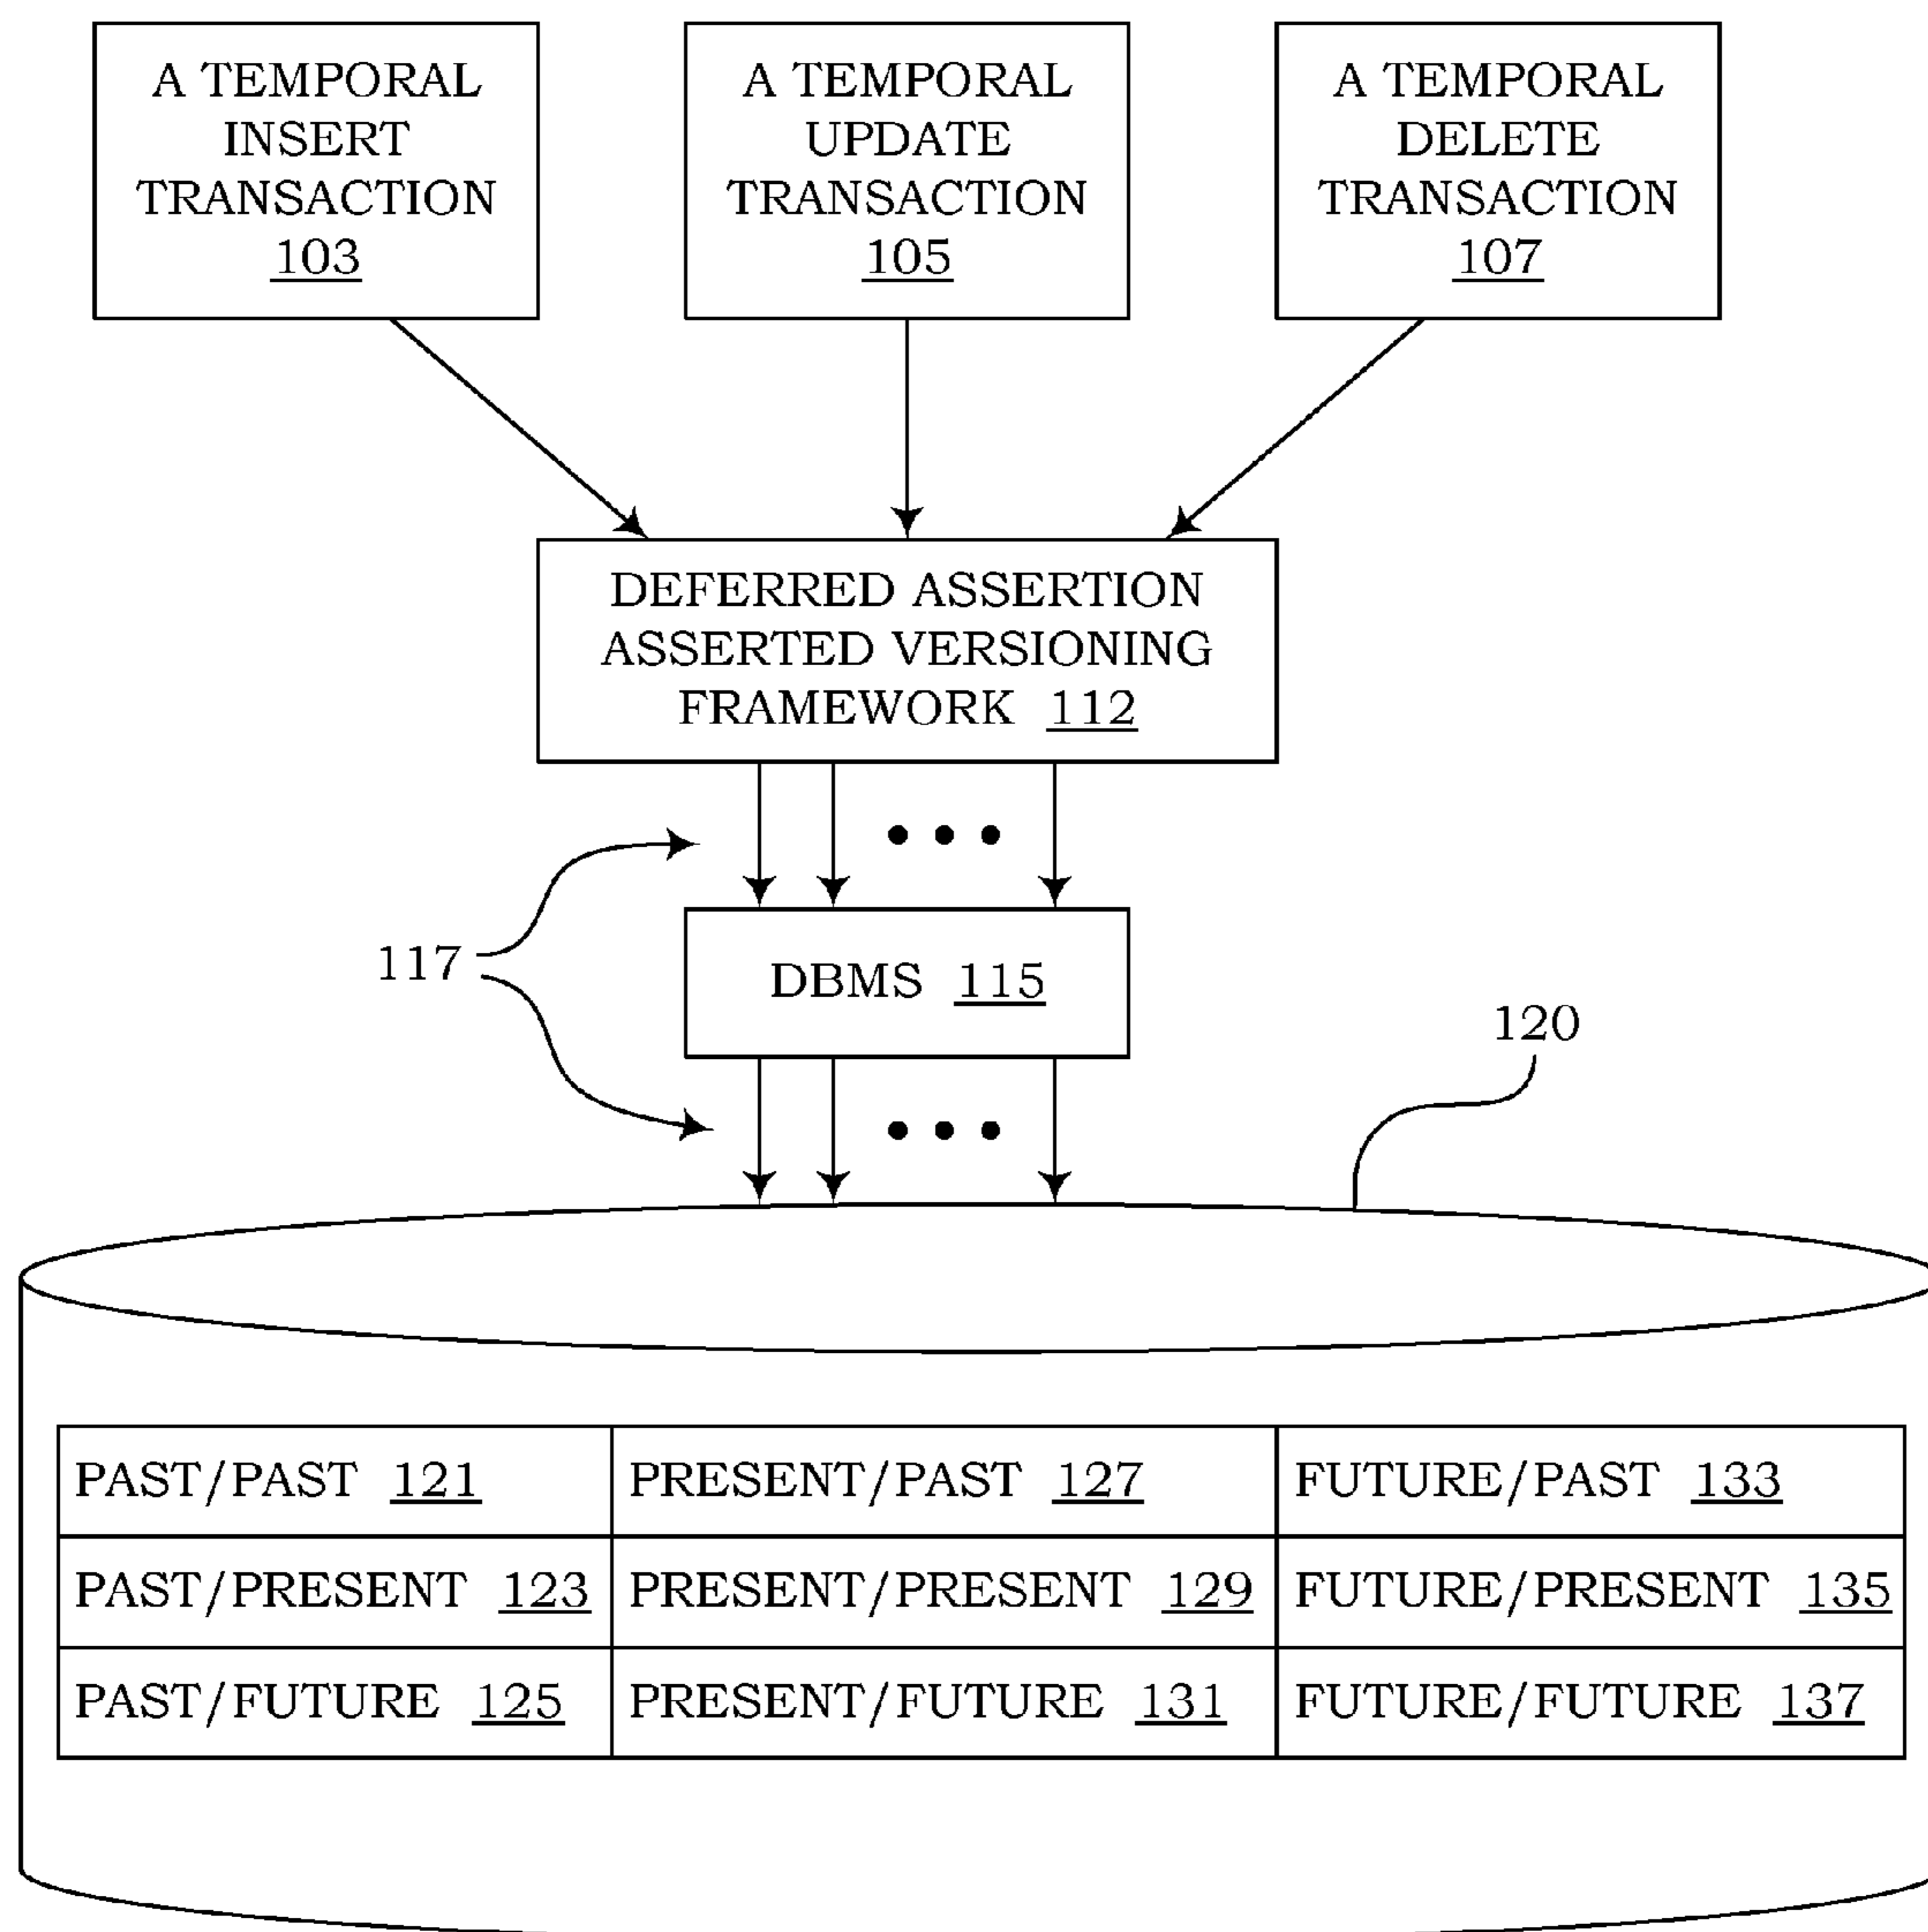 A TEMPORAL
INSERT
TRANSACTION
103
A TEMPORAL
UPDATE
TRANSACTION
105
A TEMPORAL
DELETE
TRANSACTION
107
DEFERRED ASSERTION
ASSERTED VERSIONING
FRAMEWORK 112
117
DBMS 115
120
PAST/PAST 121
PRESENT/PAST 127
FUTURE/PAST 133
PAST/PRESENT 123
PRESENT/PRESENT 129
FUTURE/PRESENT 135
PAST/FUTURE 125
PRESENT/FUTURE 131
FUTURE/FUTURE 137